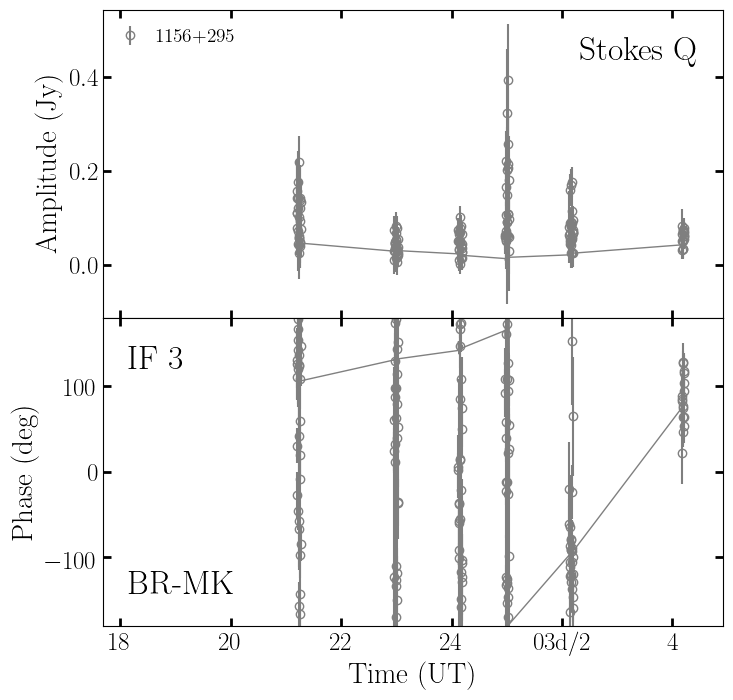 1156+295
Stokes Q
Amplitude (Jy)
0.4
0.2
0.0
IF 3
BR-MK
Phase (deg)
100
0
−100
18 20 22 24 03d/2 4
Time (UT)